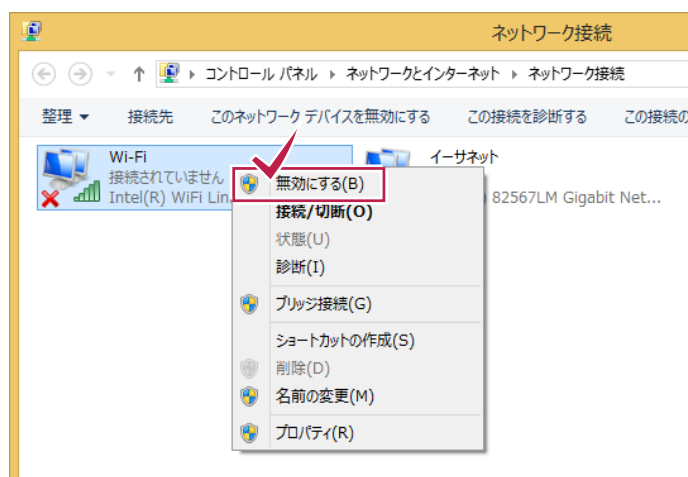 ネットワーク接続
コントロール パネル ネットワークとインターネット ネットワーク接続
整理 接続先 このネットワーク デバイスを無効にする この接続を診断する この接続の
Wi-Fi
接続されていません
Intel(R) WiFi Lin
イーサネット
82567LM Gigabit Net...
無効にする(B)
接続/切断(O)
状態(U)
診断(I)
ブリッジ接続(G)
ショートカットの作成(S)
削除(D)
名前の変更(M)
プロパティ(R)